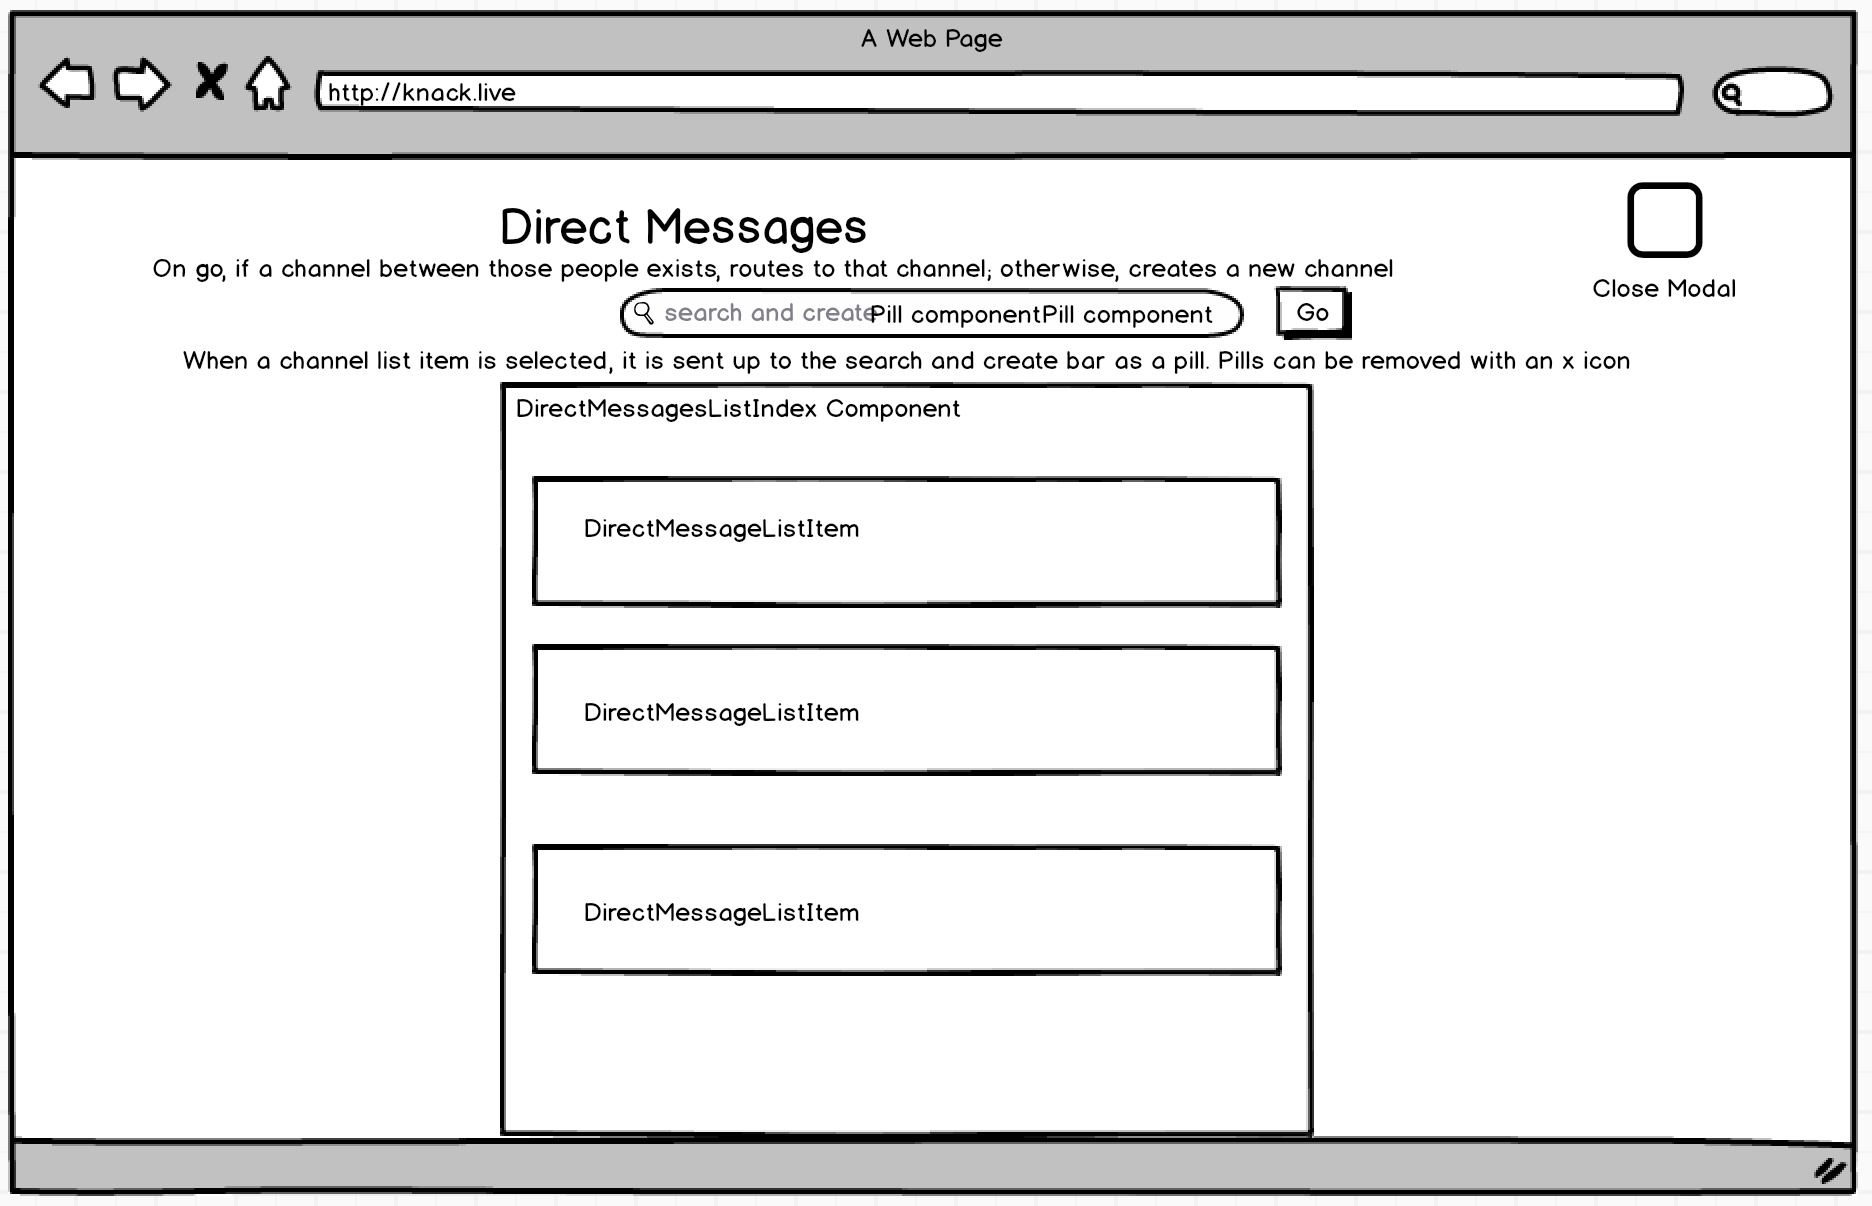 A Web Page
http://knack.live
Direct Messages
On go, if a channel between those people exists, routes to that channel; otherwise, creates a new channel
Close Modal
search and create Pill componentPill component
Go
When a channel list item is selected, it is sent up to the search and create bar as a pill. Pills can be removed with an x icon
DirectMessagesListIndex Component
DirectMessageListItem
DirectMessageListItem
DirectMessageListItem